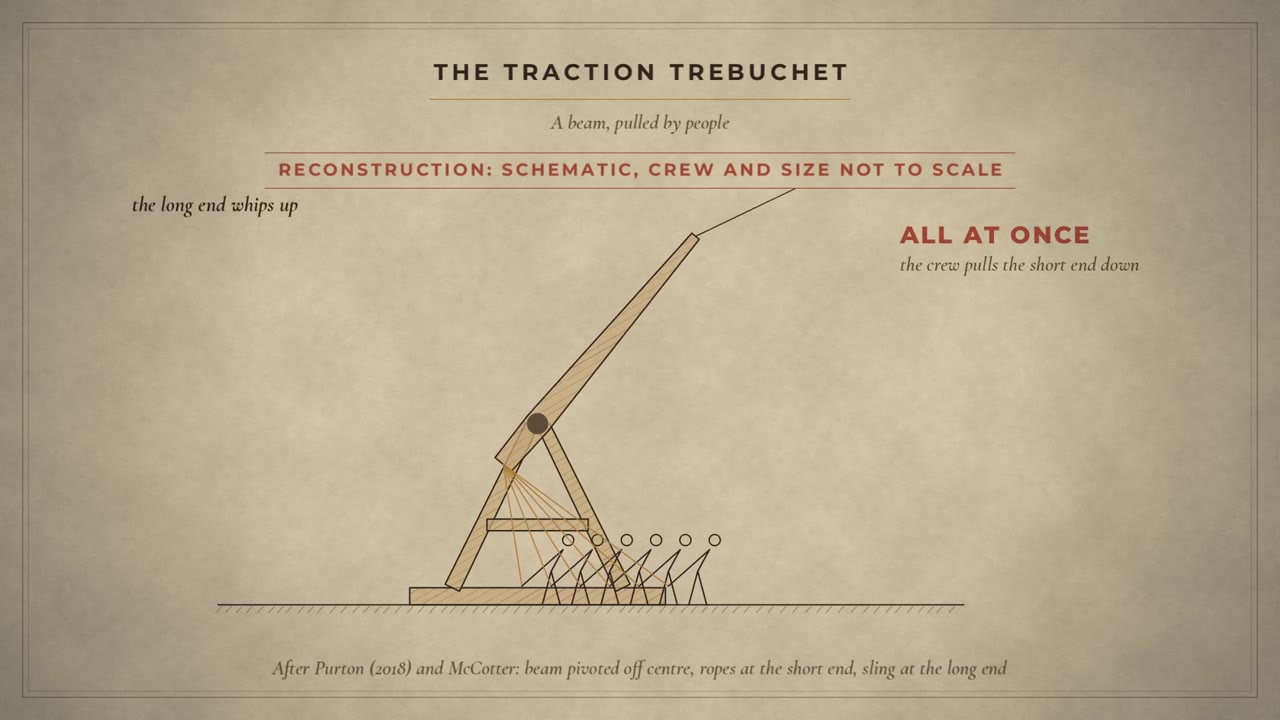 THE TRACTION TREBUCHET
A beam, pulled by people
RECONSTRUCTION: SCHEMATIC, CREW AND SIZE NOT TO SCALE
the long end whips up
ALL AT ONCE
the crew pulls the short end down
After Purton (2018) and McCotter: beam pivoted off centre, ropes at the short end, sling at the long end